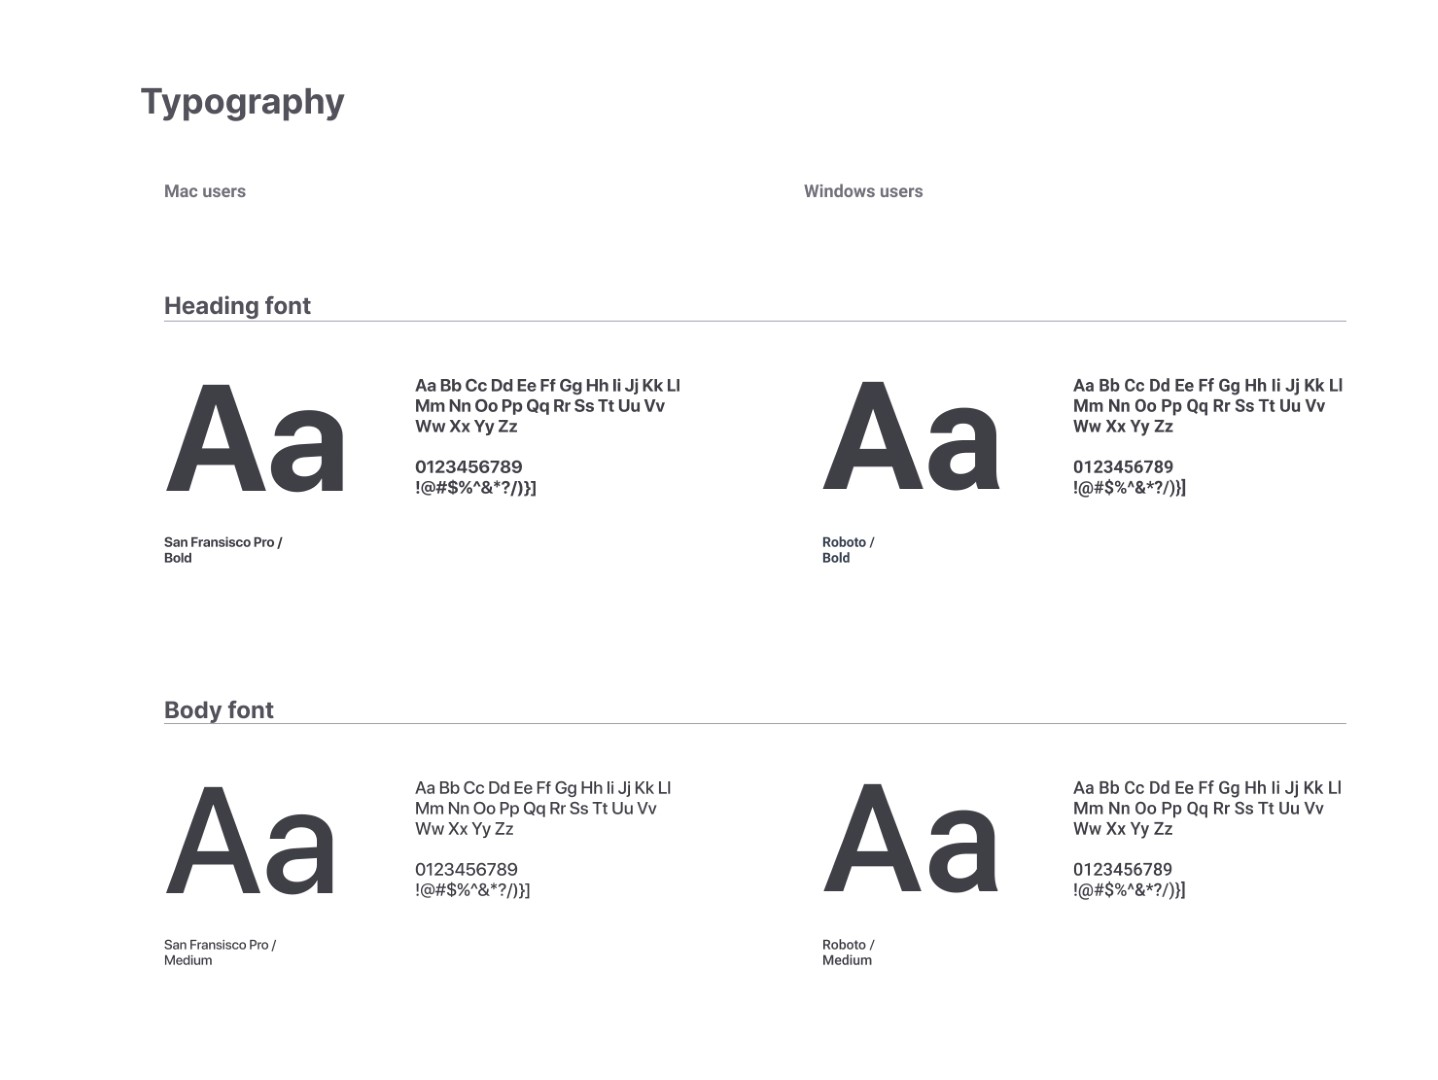 Typography
Mac users
Windows users
Heading font
Aa
Aa Bb Cc Dd Ee Ff Gg Hh Ii Jj Kk Ll
Mm Nn Oo Pp Qq Rr Ss Tt Uu Vv
Ww Xx Yy Zz
0123456789
!@#$%^&*?/)}]
San Fransisco Pro /
Bold
Aa
Aa Bb Cc Dd Ee Ff Gg Hh Ii Jj Kk Ll
Mm Nn Oo Pp Qq Rr Ss Tt Uu Vv
Ww Xx Yy Zz
0123456789
!@#$%^&*?/)}]
Roboto /
Bold
Body font
Aa
Aa Bb Cc Dd Ee Ff Gg Hh Ii Jj Kk Ll
Mm Nn Oo Pp Qq Rr Ss Tt Uu Vv
Ww Xx Yy Zz
0123456789
!@#$%^&*?/)}]
San Fransisco Pro /
Medium
Aa
Aa Bb Cc Dd Ee Ff Gg Hh Ii Jj Kk Ll
Mm Nn Oo Pp Qq Rr Ss Tt Uu Vv
Ww Xx Yy Zz
0123456789
!@#$%^&*?/)}]
Roboto /
Medium